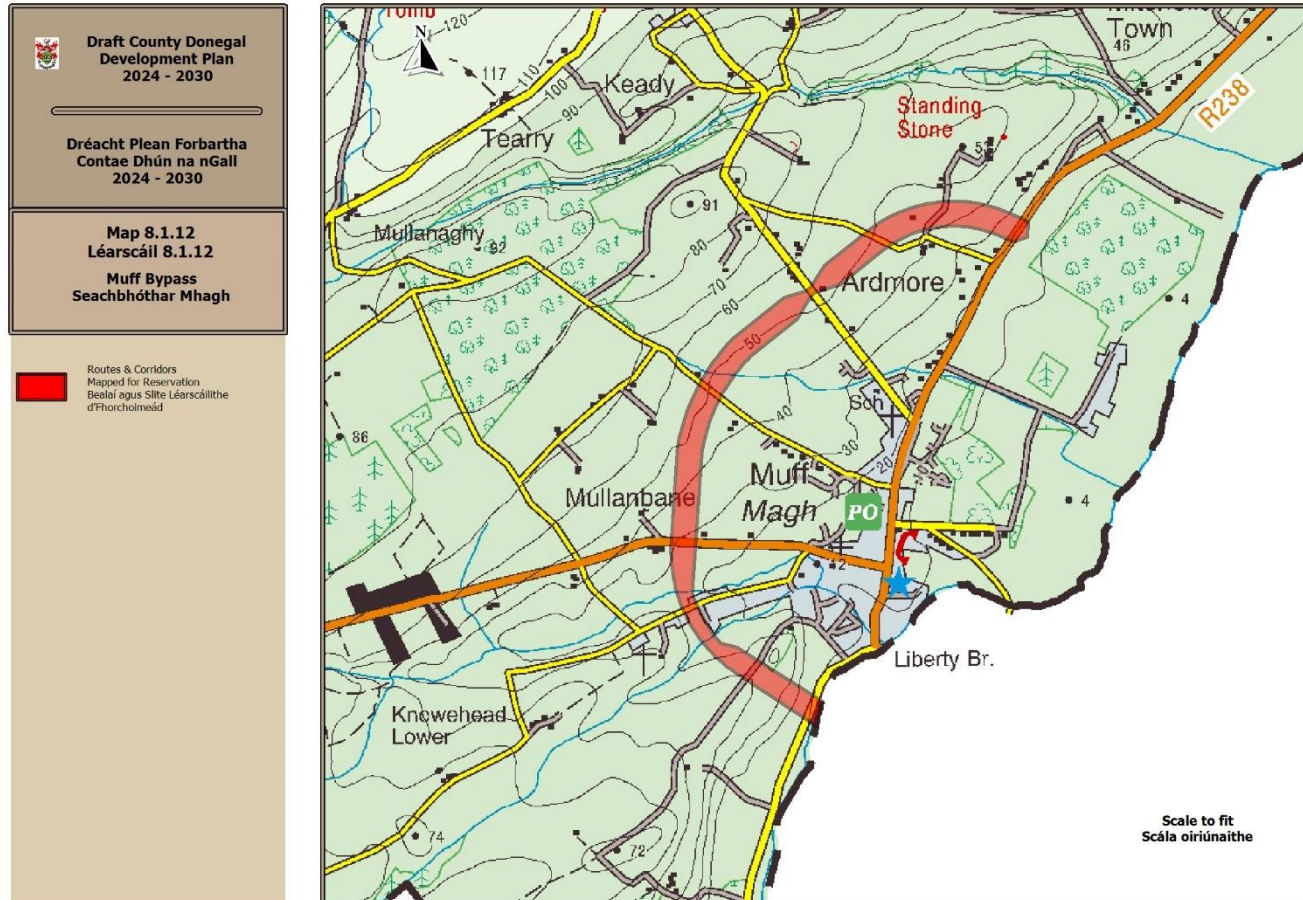 Draft County Donegal
Development Plan
2024 - 2030
Dréacht Plean Forbartha
Contae Dhún na nGall
2024 - 2030
Map 8.1.12
Léarscáil 8.1.12
Muff Bypass
Seachbhóthar Mhagh
Routes & Corridors
Mapped for Reservation
Bealaí agus Slite Léarscáilithe
d'Fhorchoimeád
120
N
Town
46
117
110
100
Keady
90
R238
Standing
Stone
Tearry
91
Mullanaghy
92
80
70
Ardmore
60
4
50
Sch
86
40
30
20
Muff
Magh
PO
Mullanbane
4
Liberty Br.
Knowehead
Lower
74
72
Scale to fit
Scála oiriúnaithe